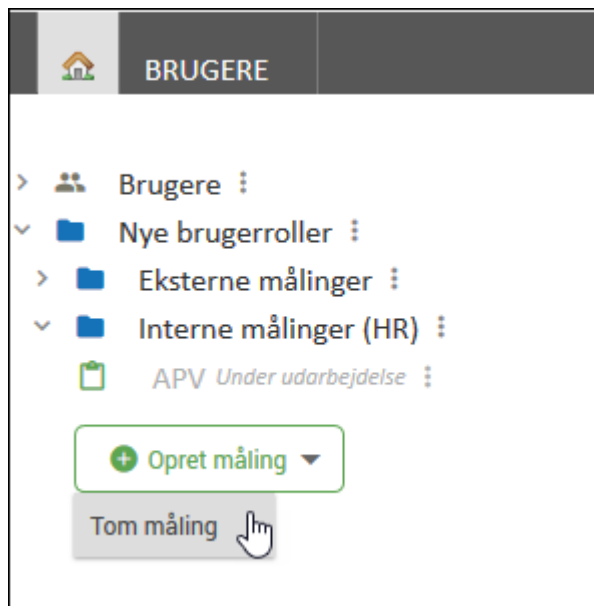 BRUGERE
Brugere
Nye brugerroller
Eksterne målinger
Interne målinger (HR)
APV Under udarbejdelse
Opret måling
Tom måling